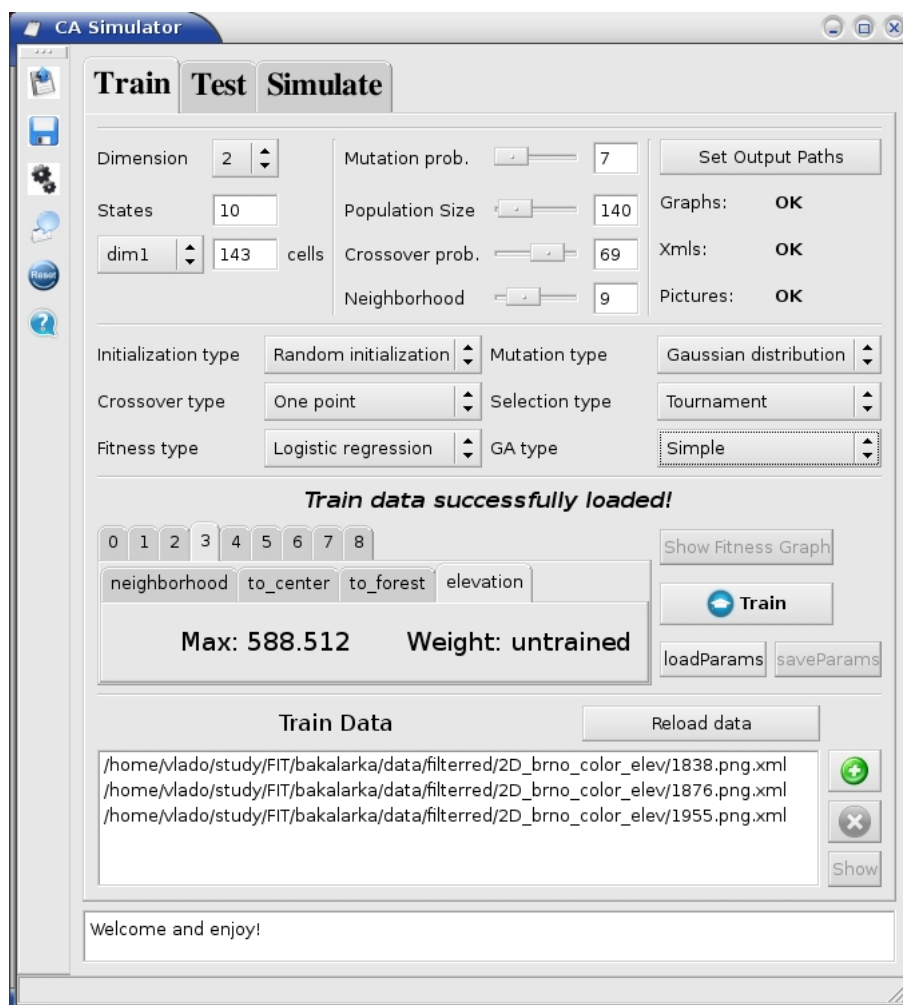 CA Simulator
Train Test Simulate
Dimension 2 Mutation prob. 7 Set Output Paths
States 10 Population Size 140 Graphs: OK
dim1 143 cells Crossover prob. 69 Xmls: OK
Neighborhood 9 Pictures: OK
Reset
Initialization type Random initialization Mutation type Gaussian distribution
Crossover type One point Selection type Tournament
Fitness type Logistic regression GA type Simple
Train data successfully loaded!
0 1 2 3 4 5 6 7 8
Show Fitness Graph
neighborhood to_center to_forest elevation
Train
Max: 588.512 Weight: untrained
loadParams saveParams
Train Data Reload data
/home/vlado/study/FIT/bakalarka/data/filterred/2D_brno_color_elev/1838.png.xml
/home/vlado/study/FIT/bakalarka/data/filterred/2D_brno_color_elev/1876.png.xml
/home/vlado/study/FIT/bakalarka/data/filterred/2D_brno_color_elev/1955.png.xml
Show
Welcome and enjoy!